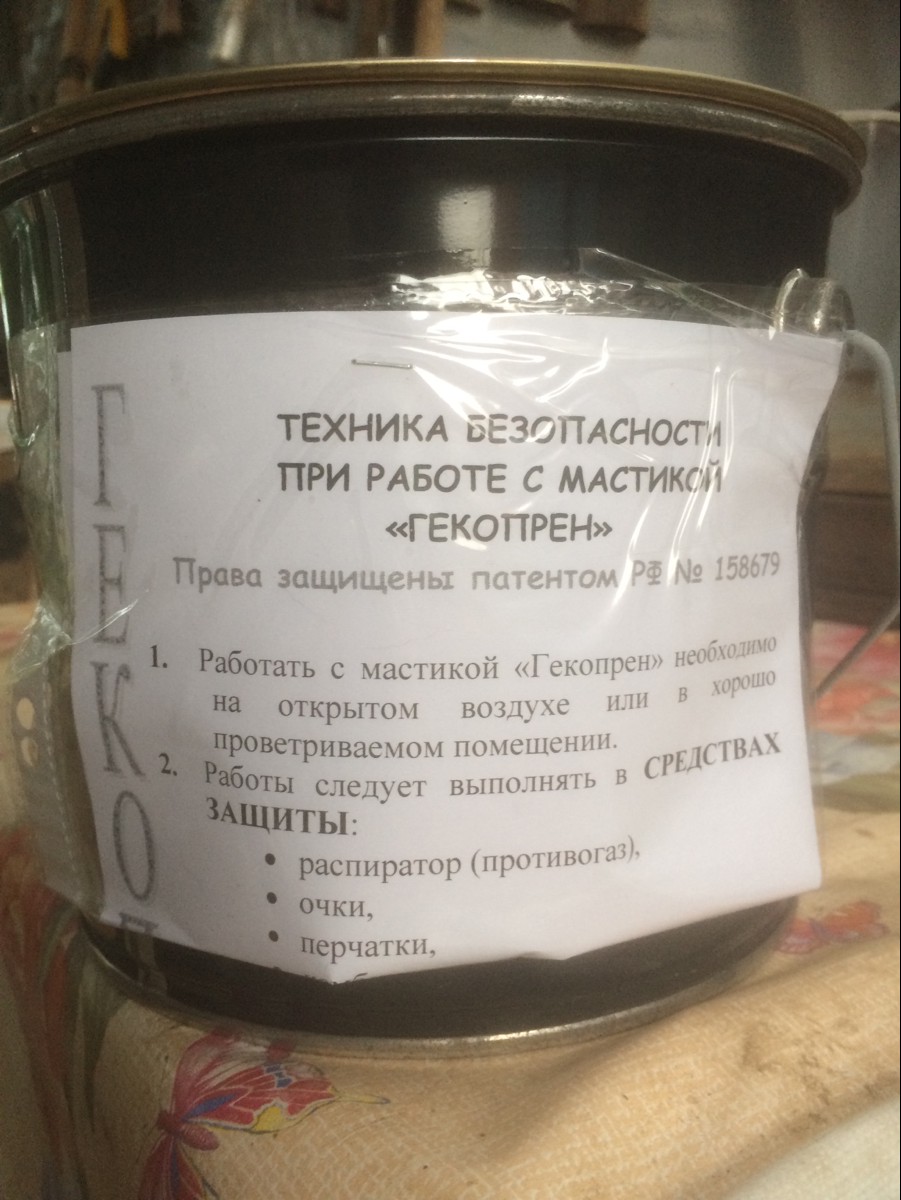 ТЕХНИКА БЕЗОПАСНОСТИ
ПРИ РАБОТЕ С МАСТИКОЙ
«ГЕКОПРЕН»
Права защищены патентом РФ № 158679
1. Работать с мастикой «Гекопрен» необходимо
на открытом воздухе или в хорошо
проветриваемом помещении.
2. Работы следует выполнять в СРЕДСТВАХ
ЗАЩИТЫ:
• распиратор (противогаз),
• очки,
• перчатки,
ГЕКОП